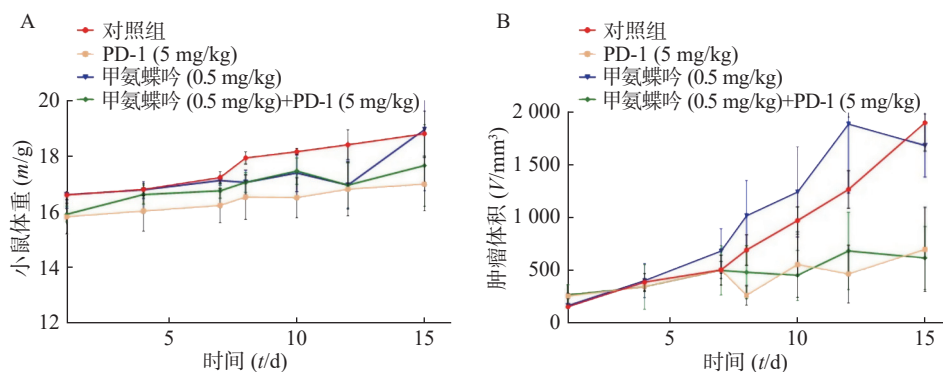 A
对照组
PD-1 (5 mg/kg)
甲氨蝶吟 (0.5 mg/kg)
甲氨蝶吟 (0.5 mg/kg)+PD-1 (5 mg/kg)
小鼠体重 (m/g)
20
18
16
14
12
5
10
15
时间 (t/d)
B
对照组
PD-1 (5 mg/kg)
甲氨蝶吟 (0.5 mg/kg)
甲氨蝶吟 (0.5 mg/kg)+PD-1 (5 mg/kg)
肿瘤体积 (V/mm³)
2 000
1 500
1 000
500
0
5
10
15
时间 (t/d)